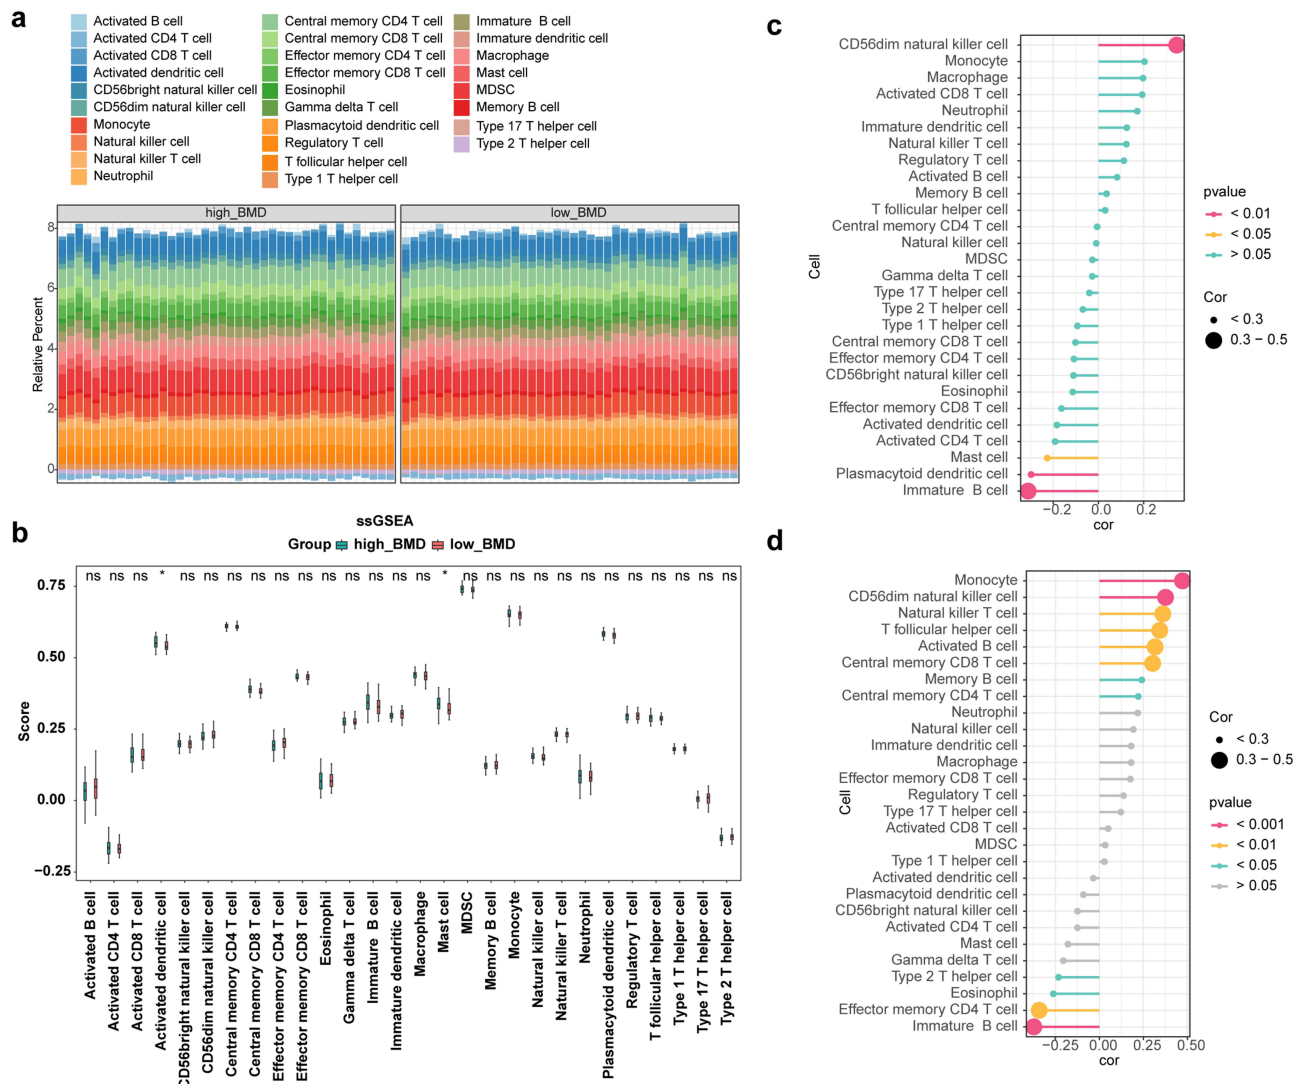 a
Activated B cell
Activated CD4 T cell
Activated CD8 T cell
Activated dendritic cell
CD56bright natural killer cell
CD56dim natural killer cell
Monocyte
Natural killer cell
Natural killer T cell
Neutrophil
Central memory CD4 T cell
Central memory CD8 T cell
Effector memory CD4 T cell
Effector memory CD8 T cell
Eosinophil
Gamma delta T cell
Plasmacytoid dendritic cell
Regulatory T cell
T follicular helper cell
Type 1 T helper cell
Immature B cell
Immature dendritic cell
Macrophage
Mast cell
MDSC
Memory B cell
Type 17 T helper cell
Type 2 T helper cell
high_BMD
low_BMD
Relative Percent
8
6
4
2
0
b
ssGSEA
Group high_BMD low_BMD
ns ns ns * ns ns ns ns ns ns ns ns ns ns ns * ns ns ns ns ns ns ns ns ns ns ns ns
Score
0.75
0.50
0.25
0.00
−0.25
Activated B cell
Activated CD4 T cell
Activated CD8 T cell
Activated dendritic cell
CD56bright natural killer cell
CD56dim natural killer cell
Central memory CD4 T cell
Central memory CD8 T cell
Effector memory CD4 T cell
Effector memory CD8 T cell
Eosinophil
Gamma delta T cell
Immature B cell
Immature dendritic cell
Macrophage
Mast cell
MDSC
Memory B cell
Monocyte
Natural killer cell
Natural killer T cell
Neutrophil
Plasmacytoid dendritic cell
Regulatory T cell
T follicular helper cell
Type 1 T helper cell
Type 17 T helper cell
Type 2 T helper cell
c
Cell
CD56dim natural killer cell
Monocyte
Macrophage
Activated CD8 T cell
Neutrophil
Immature dendritic cell
Natural killer T cell
Regulatory T cell
Activated B cell
Memory B cell
T follicular helper cell
Central memory CD4 T cell
Natural killer cell
MDSC
Gamma delta T cell
Type 17 T helper cell
Type 2 T helper cell
Type 1 T helper cell
Central memory CD8 T cell
Effector memory CD4 T cell
CD56bright natural killer cell
Eosinophil
Effector memory CD8 T cell
Activated dendritic cell
Activated CD4 T cell
Mast cell
Plasmacytoid dendritic cell
Immature B cell
−0.2 0.0 0.2
cor
pvalue
< 0.01
< 0.05
> 0.05
Cor
< 0.3
0.3 − 0.5
d
Cell
Monocyte
CD56dim natural killer cell
Natural killer T cell
T follicular helper cell
Activated B cell
Central memory CD8 T cell
Memory B cell
Central memory CD4 T cell
Neutrophil
Natural killer cell
Immature dendritic cell
Macrophage
Effector memory CD8 T cell
Regulatory T cell
Type 17 T helper cell
Activated CD8 T cell
MDSC
Type 1 T helper cell
Activated dendritic cell
Plasmacytoid dendritic cell
CD56bright natural killer cell
Activated CD4 T cell
Mast cell
Gamma delta T cell
Type 2 T helper cell
Eosinophil
Effector memory CD4 T cell
Immature B cell
−0.25 0.00 0.25 0.50
cor
Cor
< 0.3
0.3 − 0.5
pvalue
< 0.001
< 0.01
< 0.05
> 0.05